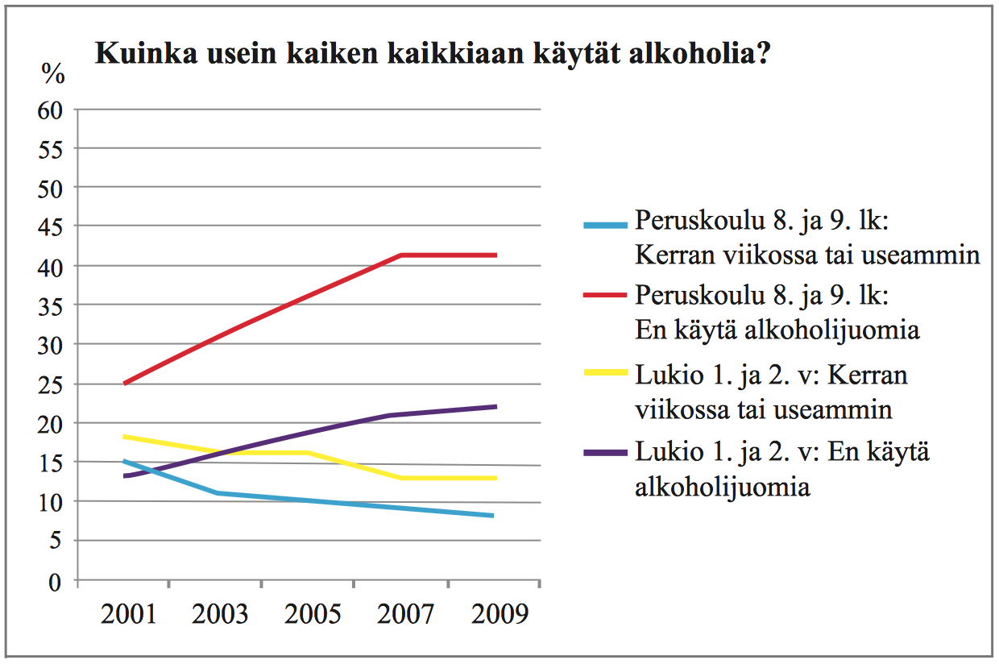 Kuinka usein kaiken kaikkiaan käytät alkoholia?
%
60
55
50
45
40
35
30
25
20
15
10
5
0
2001 2003 2005 2007 2009
Peruskoulu 8. ja 9. lk:
Kerran viikossa tai useammin
Peruskoulu 8. ja 9. lk:
En käytä alkoholijuomia
Lukio 1. ja 2. v: Kerran
viikossa tai useammin
Lukio 1. ja 2. v: En käytä
alkoholijuomia